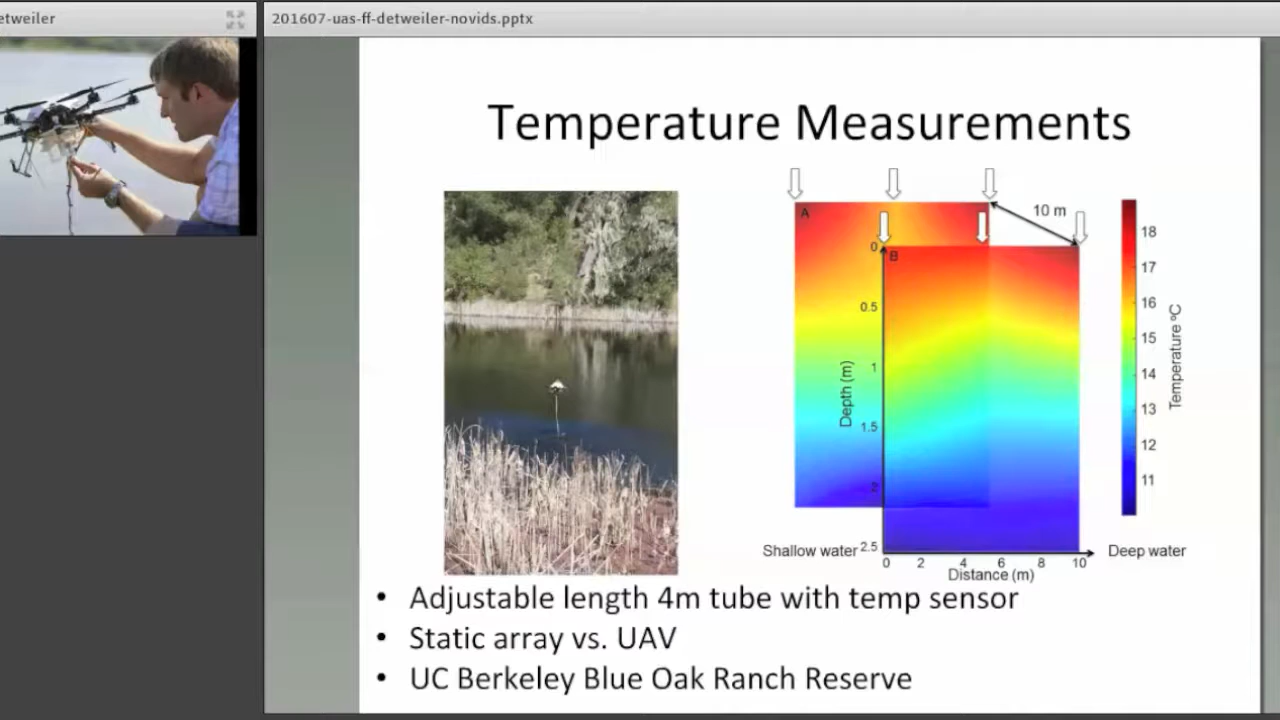 etweiler
201607-uas-ff-detweiler-novids.pptx
Temperature Measurements
10 m
A
B
0
0.5
1
1.5
2
2.5
Depth (m)
18
17
16
15
14
13
12
11
Temperature ºC
Shallow water
Deep water
0 2 4 6 8 10
Distance (m)
• Adjustable length 4m tube with temp sensor
• Static array vs. UAV
• UC Berkeley Blue Oak Ranch Reserve